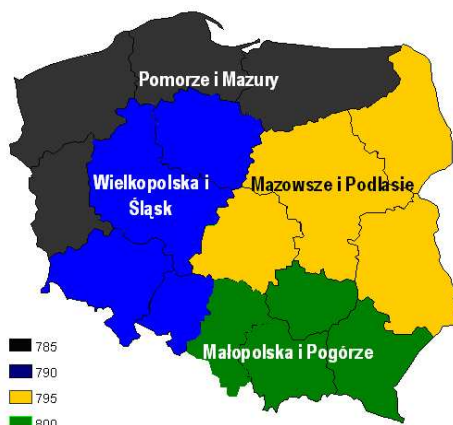 Pomorze i Mazury
Wielkopolska i
Śląsk
Mazowsze i Podlasie
Małopolska i Pogórze
785
790
795
800